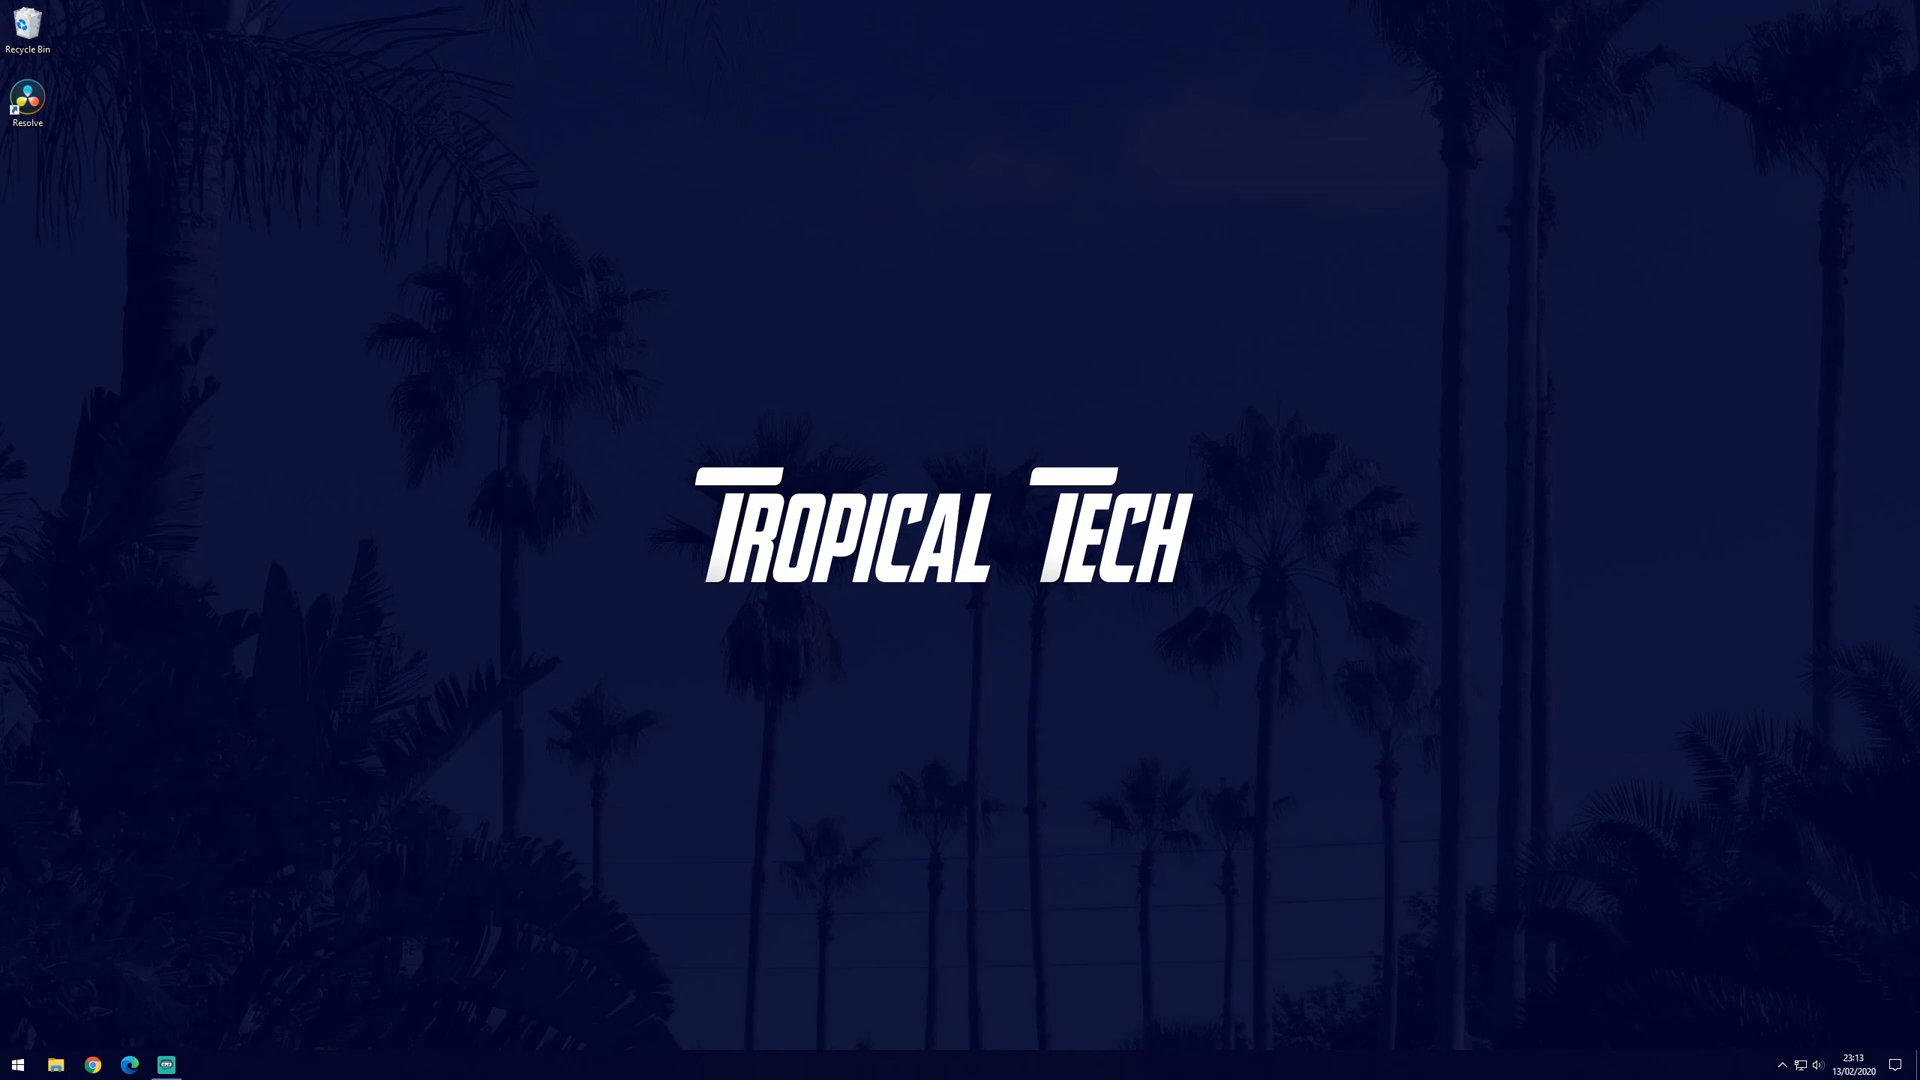 Recycle Bin
Resolve
TROPICAL TECH
23:13
13/02/2020